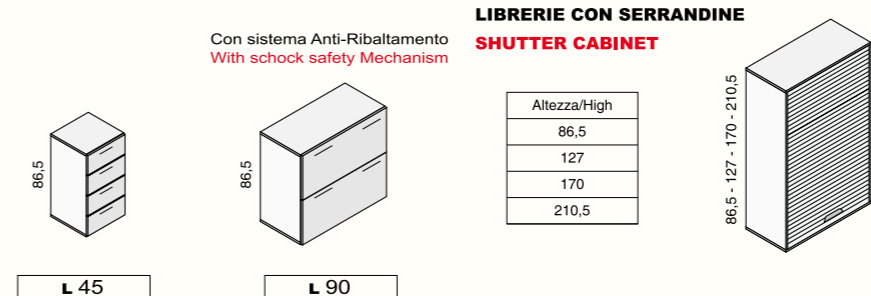 LIBRERIE CON SERRANDINE
SHUTTER CABINET
Con sistema Anti-Ribaltamento
With schock safety Mechanism
86,5
L 45
86,5
L 90
Altezza/High
86,5
127
170
210,5
86,5 - 127 - 170 - 210,5